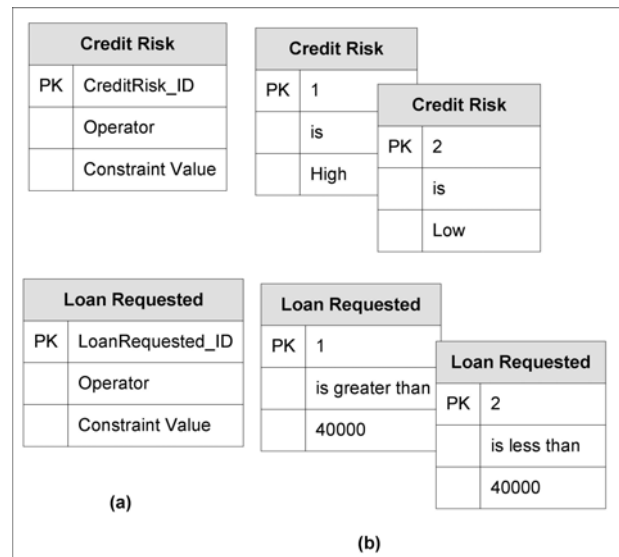 Credit Risk
PK CreditRisk_ID
Operator
Constraint Value
Credit Risk
PK 1
is
High
Credit Risk
PK 2
is
Low
Loan Requested
PK LoanRequested_ID
Operator
Constraint Value
Loan Requested
PK 1
is greater than
40000
Loan Requested
PK 2
is less than
40000
(a)
(b)